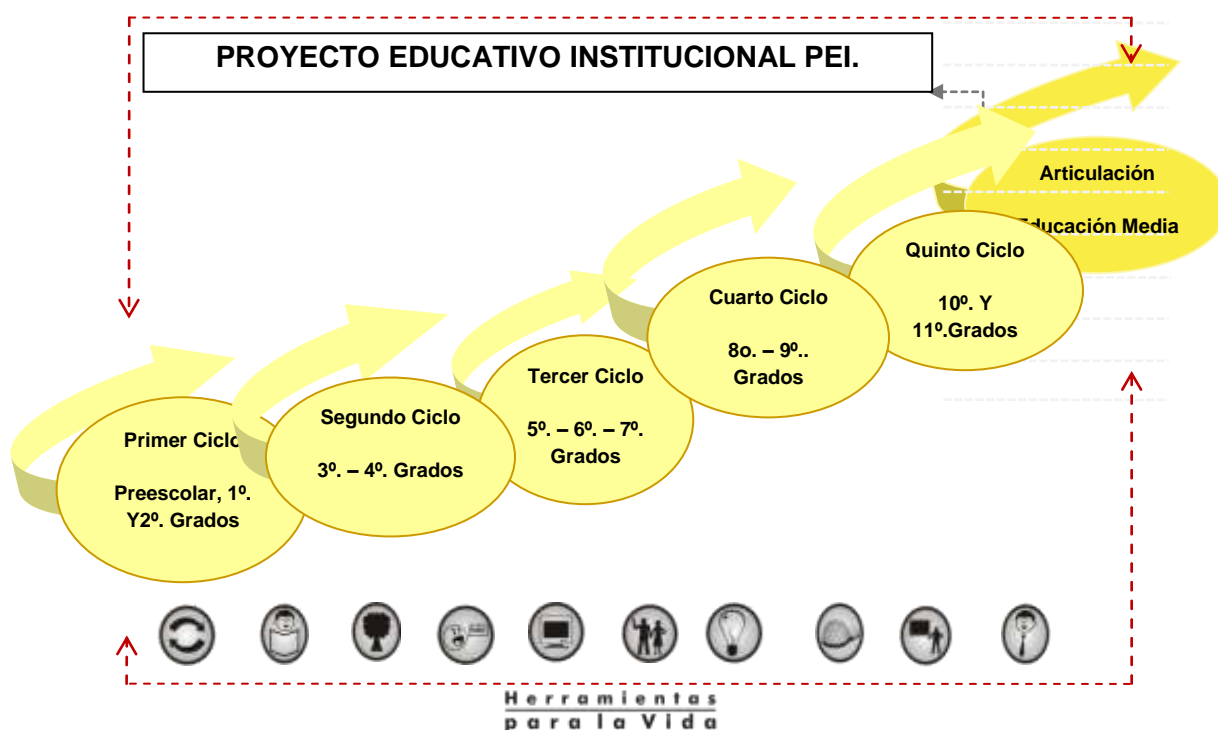 PROYECTO EDUCATIVO INSTITUCIONAL PEI.
Primer Ciclo
Preescolar, 1º.
Y2º. Grados
Segundo Ciclo
3º. – 4º. Grados
Tercer Ciclo
5º. – 6º. – 7º.
Grados
Cuarto Ciclo
8o. – 9º..
Grados
Quinto Ciclo
10º. Y
11º.Grados
Articulación
Educación Media
Herramientas
para la Vida